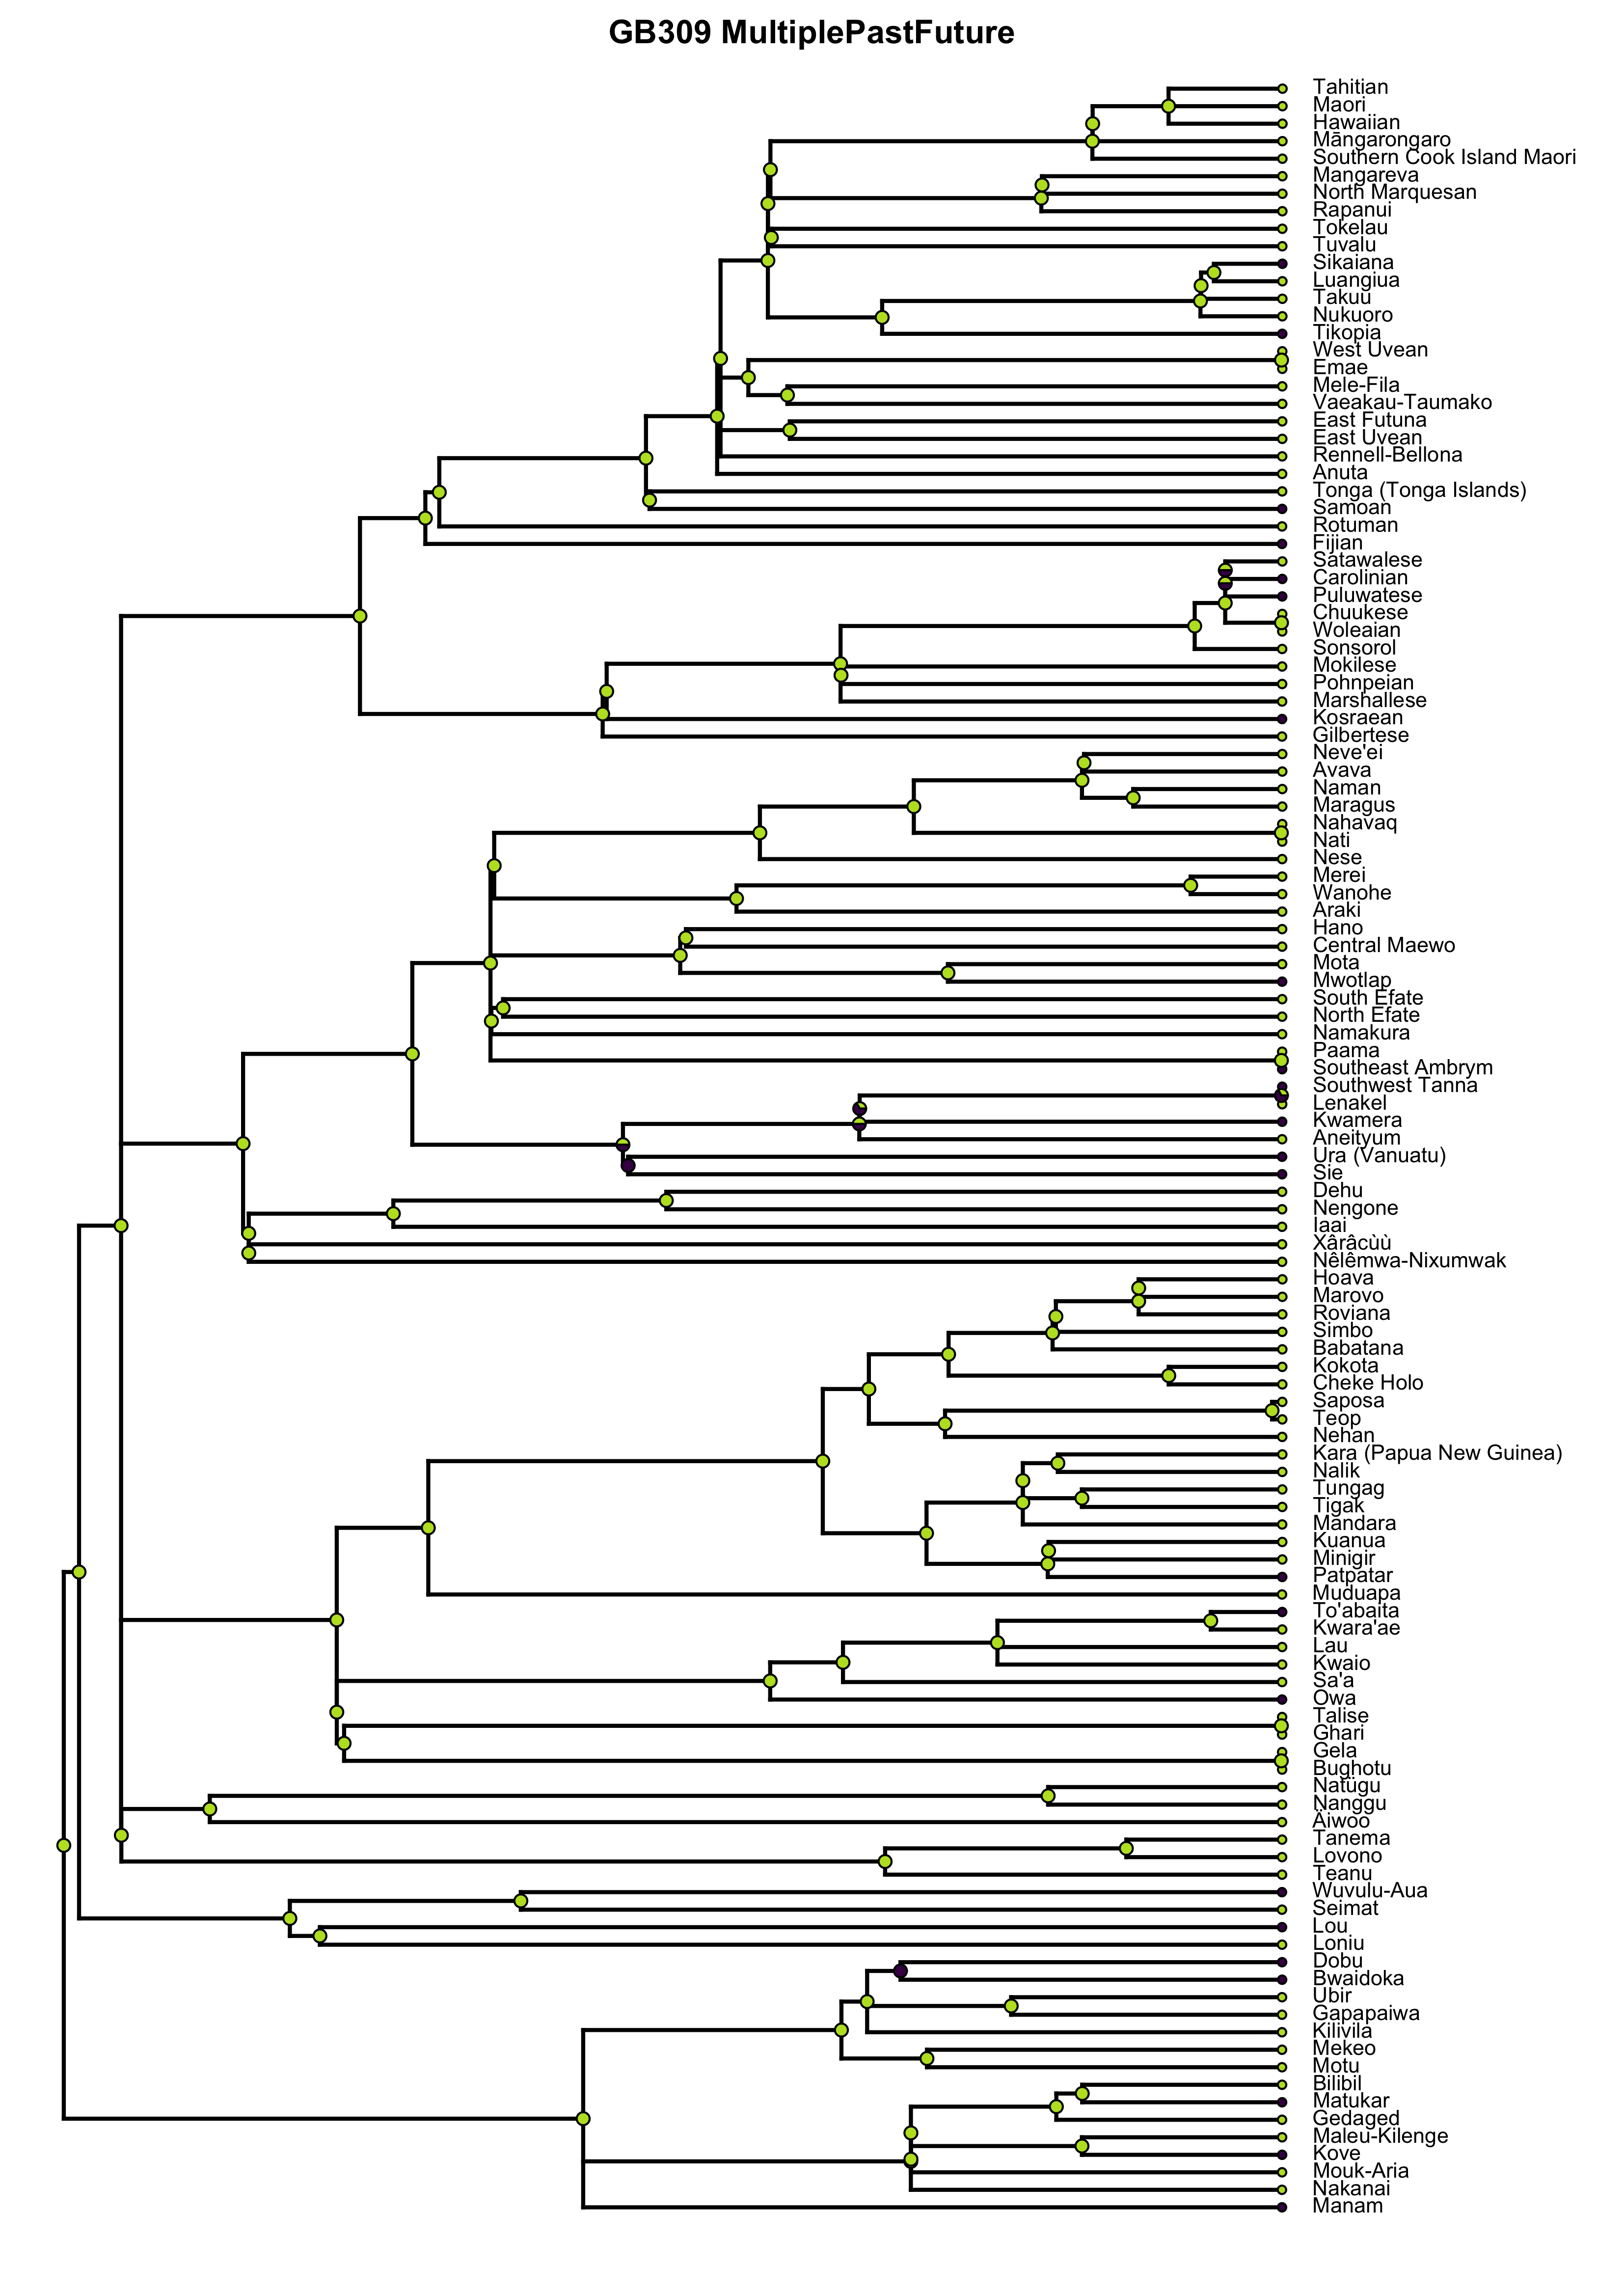 GB309 MultiplePastFuture
Tahitian
Maori
Hawaiian
Mangarongaro
Southern Cook Island Maori
Mangareva
North Marquesan
Rapanui
Tokelau
Tuvalu
Sikaiana
Luangiua
Takuu
Nukuoro
Tikopia
West Uvean
Emae
Mele-Fila
Vaeakau-Taumako
East Futuna
East Uvean
Rennell-Bellona
Anuta
Tonga (Tonga Islands)
Samoan
Rotuman
Fijian
Satawalese
Carolinian
Puluwatese
Chuukese
Woleaian
Sonsorol
Mokilese
Pohnpeian
Marshallese
Kosraean
Gilbertese
Neve'ei
Avava
Naman
Maragus
Nahavaq
Nati
Nese
Merei
Wanohe
Araki
Hano
Central Maewo
Mota
Mwotlap
South Efate
North Efate
Namakura
Paama
Southeast Ambrym
Southwest Tanna
Lenakel
Kwamera
Aneityum
Ura (Vanuatu)
Sie
Dehu
Nengone
Iaai
Xârâcùù
Nêlêmwa-Nixumwak
Hoava
Marovo
Roviana
Simbo
Babatana
Kokota
Cheke Holo
Saposa
Teop
Nehan
Kara (Papua New Guinea)
Nalik
Tungag
Tigak
Mandara
Kuanua
Minigir
Patpatar
Muduapa
To'abaita
Kwara'ae
Lau
Kwaio
Sa'a
Owa
Talise
Ghari
Gela
Bughotu
Natügu
Nanggu
Äiwoo
Tanema
Lovono
Teanu
Wuvulu-Aua
Seimat
Lou
Loniu
Dobu
Bwaidoka
Ubir
Gapapaiwa
Kilivila
Mekeo
Motu
Bilibil
Matukar
Gedaged
Maleu-Kilenge
Kove
Mouk-Aria
Nakanai
Manam